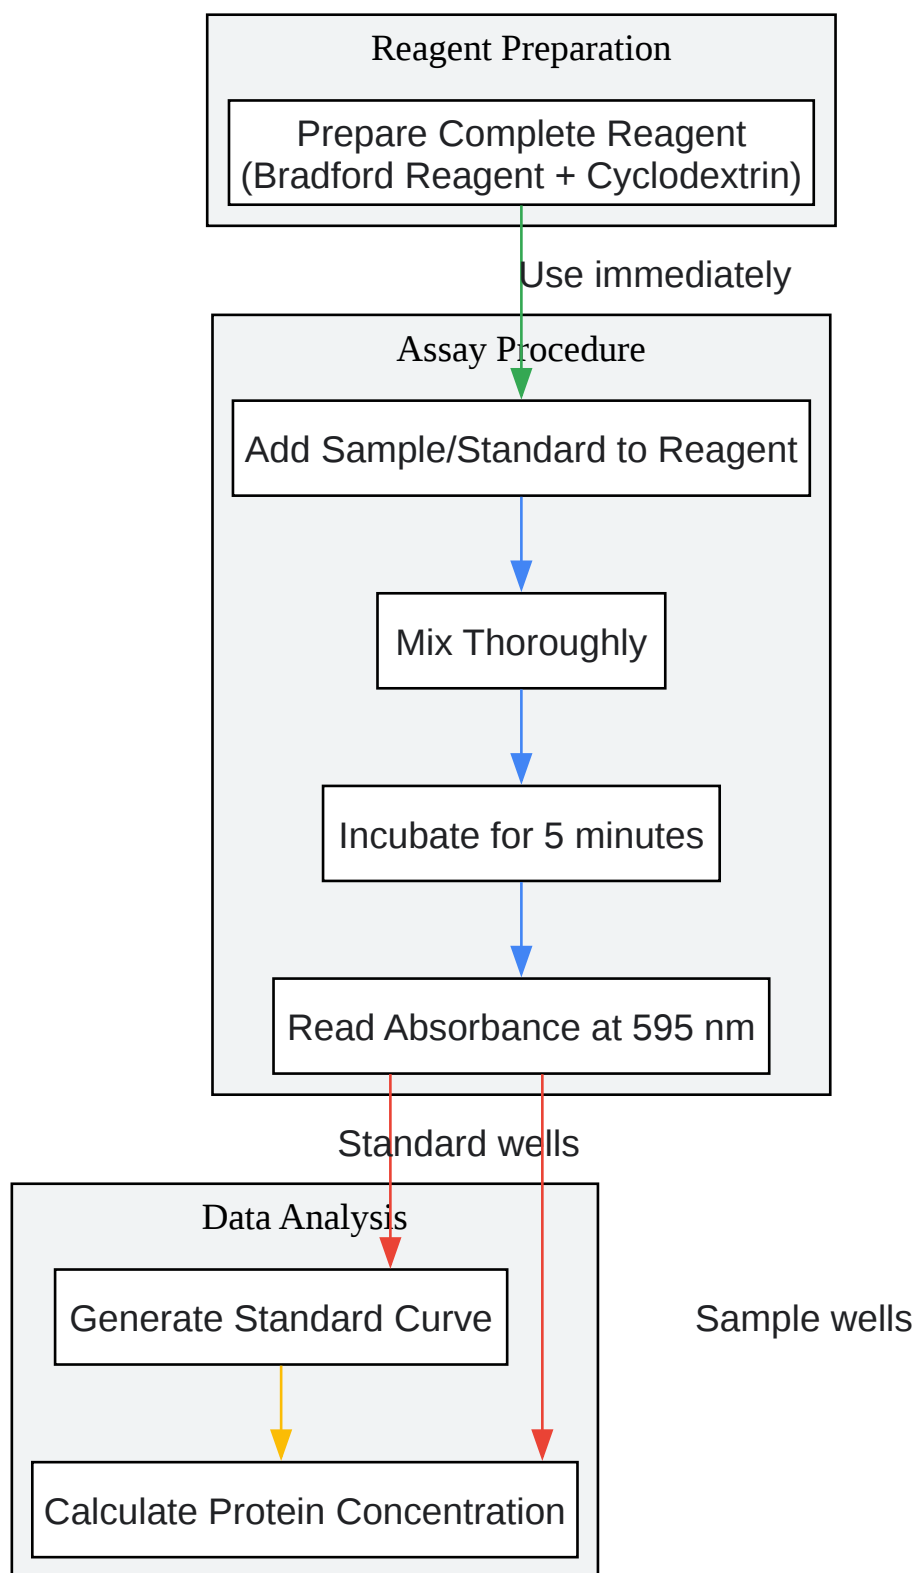 Reagent Preparation
Prepare Complete Reagent
(Bradford Reagent + Cyclodextrin)
Use immediately
Assay Procedure
Add Sample/Standard to Reagent
Mix Thoroughly
Incubate for 5 minutes
Read Absorbance at 595 nm
Standard wells
Data Analysis
Generate Standard Curve
Sample wells
Calculate Protein Concentration